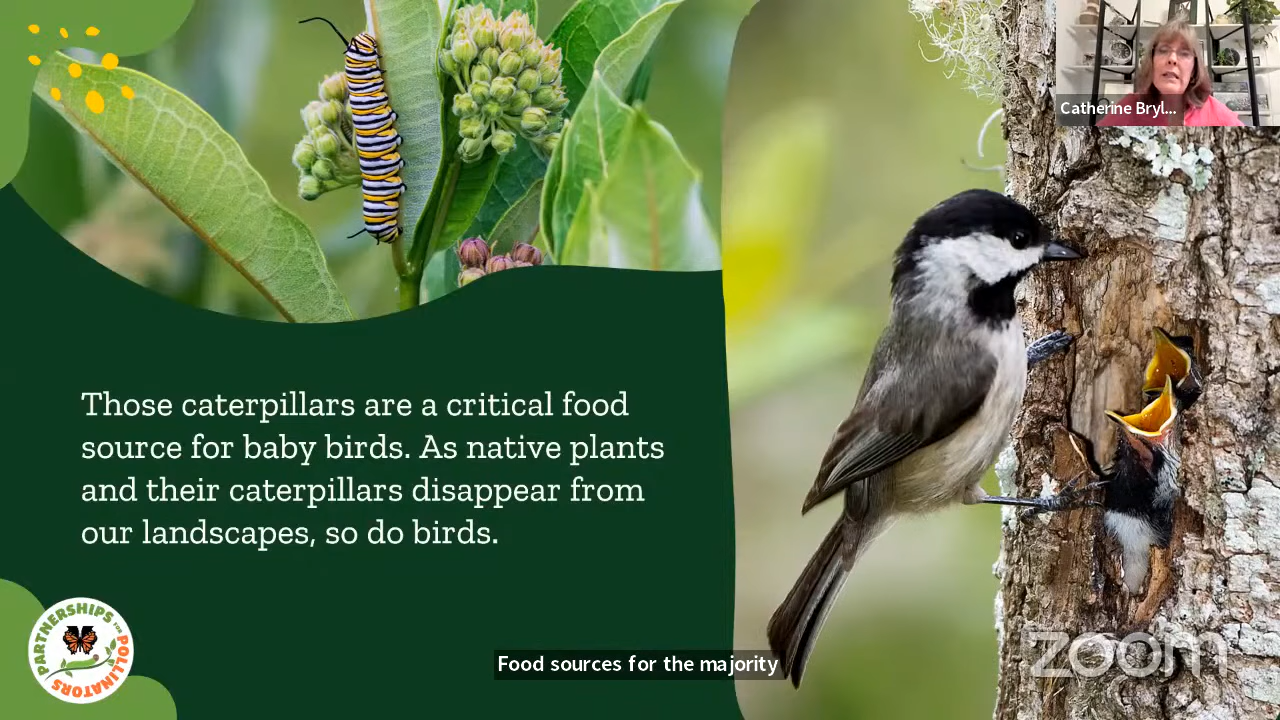 Catherine Bryl...
Those caterpillars are a critical food
source for baby birds. As native plants
and their caterpillars disappear from
our landscapes, so do birds.
PARTNERSHIPS FOR POLLINATORS
Food sources for the majority
zoom